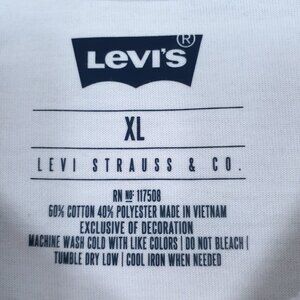 Levi's®
XL
LEVI STRAUSS & CO.
RN Nº: 117508
60% COTTON 40% POLYESTER MADE IN VIETNAM
EXCLUSIVE OF DECORATION
MACHINE WASH COLD WITH LIKE COLORS | DO NOT BLEACH |
TUMBLE DRY LOW | COOL IRON WHEN NEEDED